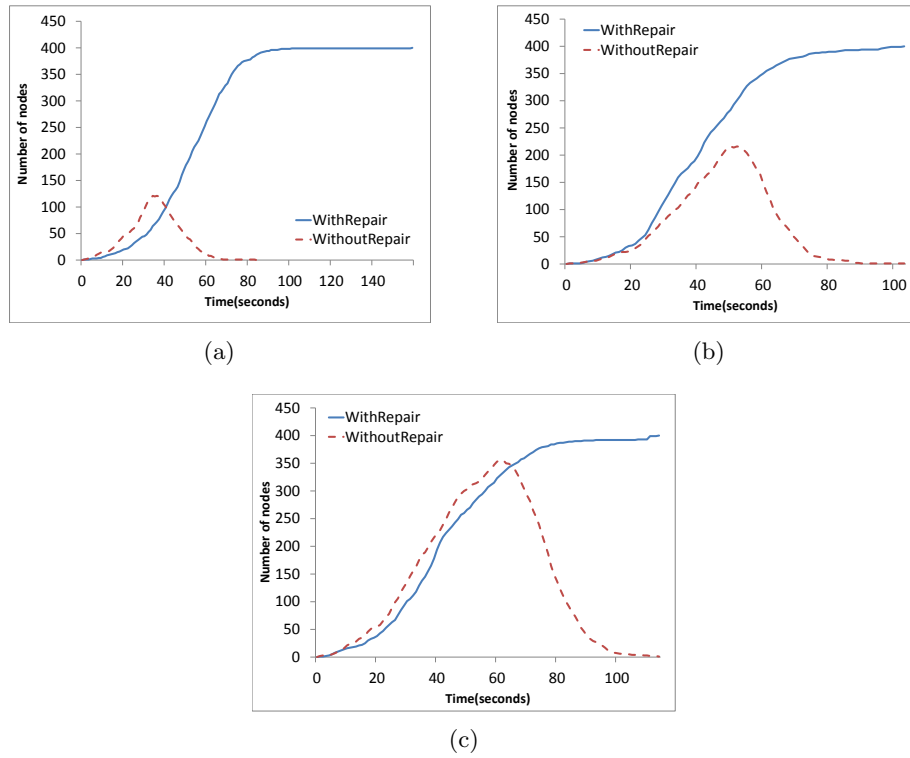 450
400
350
300
250
200
150
100
50
0
Number of nodes
0 20 40 60 80 100 120 140
Time(seconds)
WithRepair
WithoutRepair
(a)
450
400
350
300
250
200
150
100
50
0
Number of nodes
0 20 40 60 80 100
Time(seconds)
WithRepair
WithoutRepair
(b)
450
400
350
300
250
200
150
100
50
0
Number of nodes
0 20 40 60 80 100
Time(seconds)
WithRepair
WithoutRepair
(c)